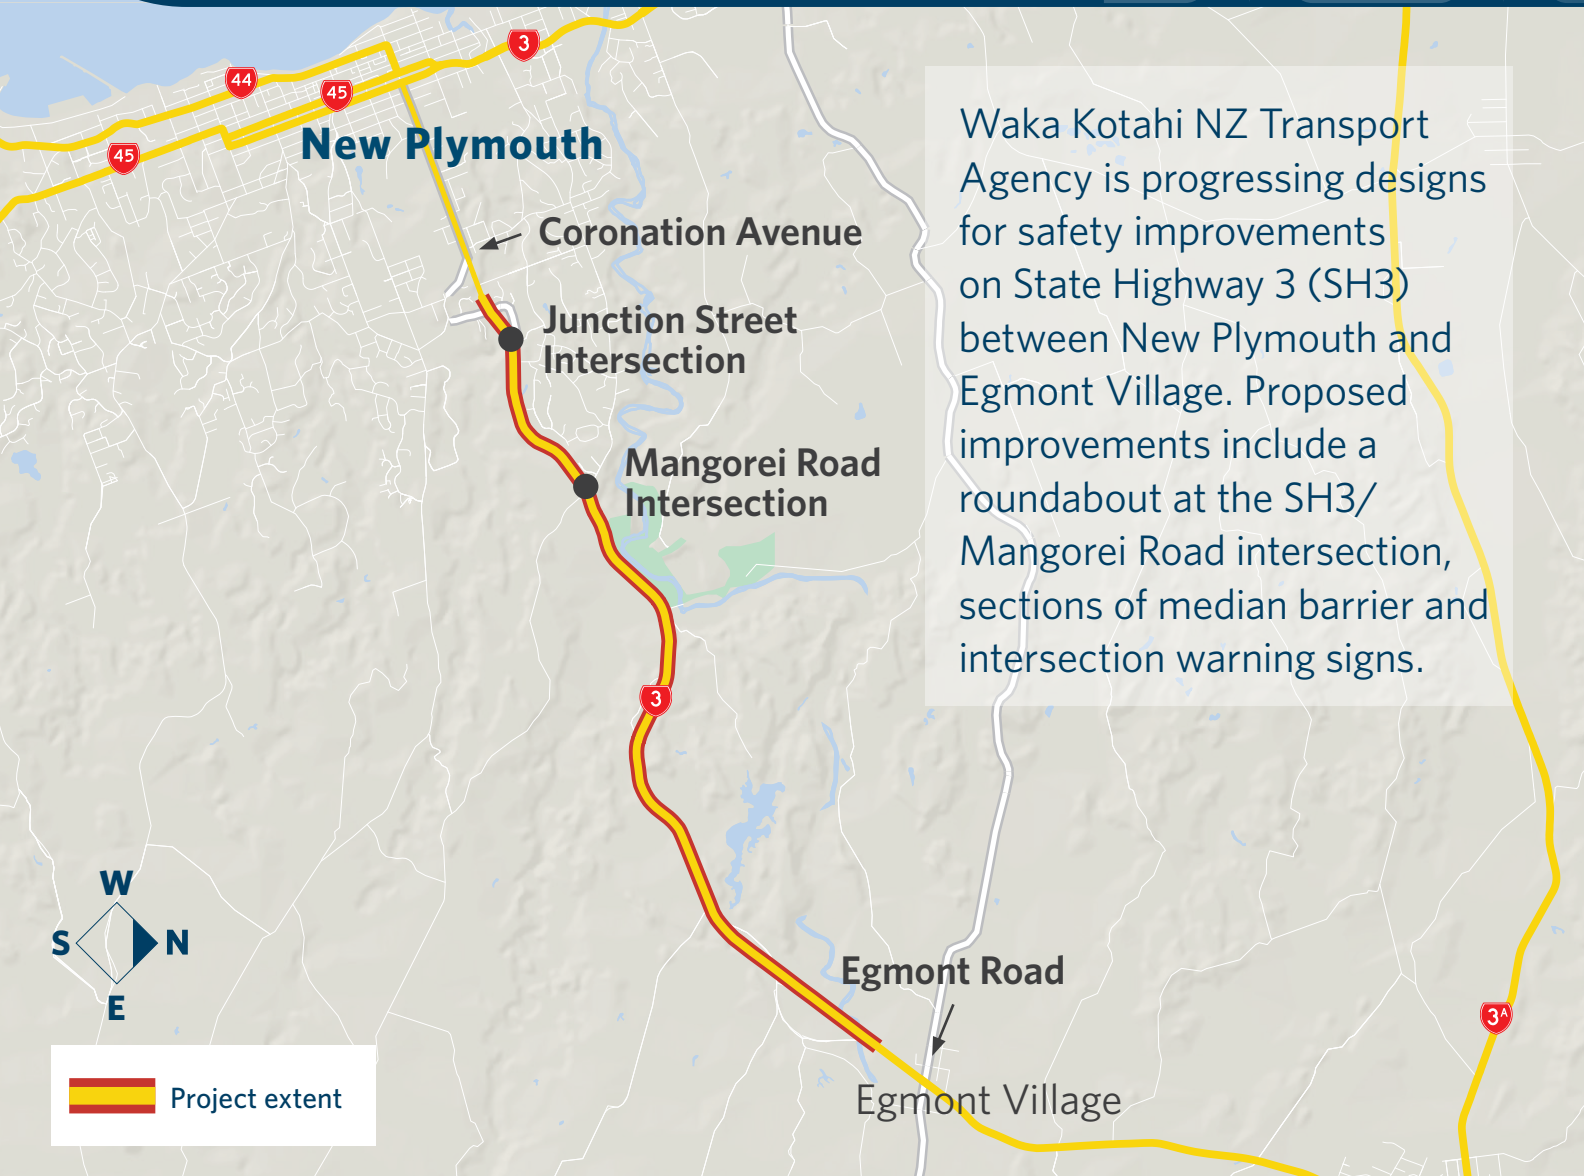 3
44
45
45
New Plymouth
Coronation Avenue
Junction Street
Intersection
Mangorei Road
Intersection
3
Waka Kotahi NZ Transport
Agency is progressing designs
for safety improvements
on State Highway 3 (SH3)
between New Plymouth and
Egmont Village. Proposed
improvements include a
roundabout at the SH3/
Mangorei Road intersection,
sections of median barrier and
intersection warning signs.
W
S N
E
Egmont Road
3A
Egmont Village
Project extent